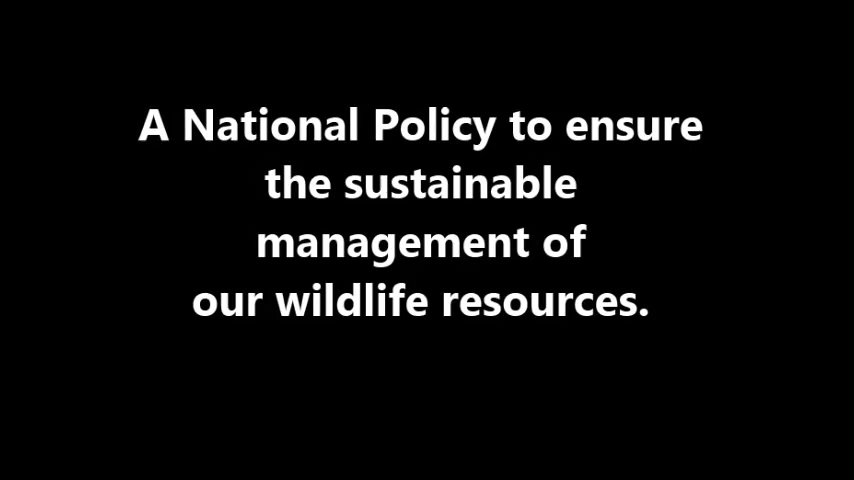 A National Policy to ensure
the sustainable
management of
our wildlife resources.